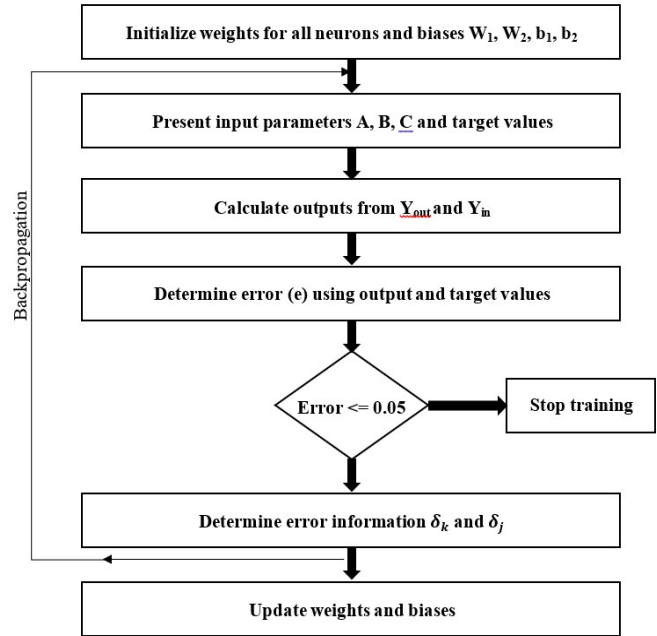 Initialize weights for all neurons and biases W₁, W₂, b₁, b₂
Present input parameters A, B, C and target values
Calculate outputs from Yₒᵤₜ and Yᵢₙ
Determine error (e) using output and target values
Error <= 0.05
Stop training
Determine error information δₖ and δⱼ
Update weights and biases
Backpropagation